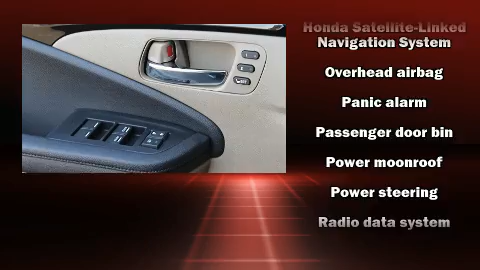 Honda Satellite-Linked
Navigation System
Overhead airbag
Panic alarm
Passenger door bin
Power moonroof
Power steering
Radio data system